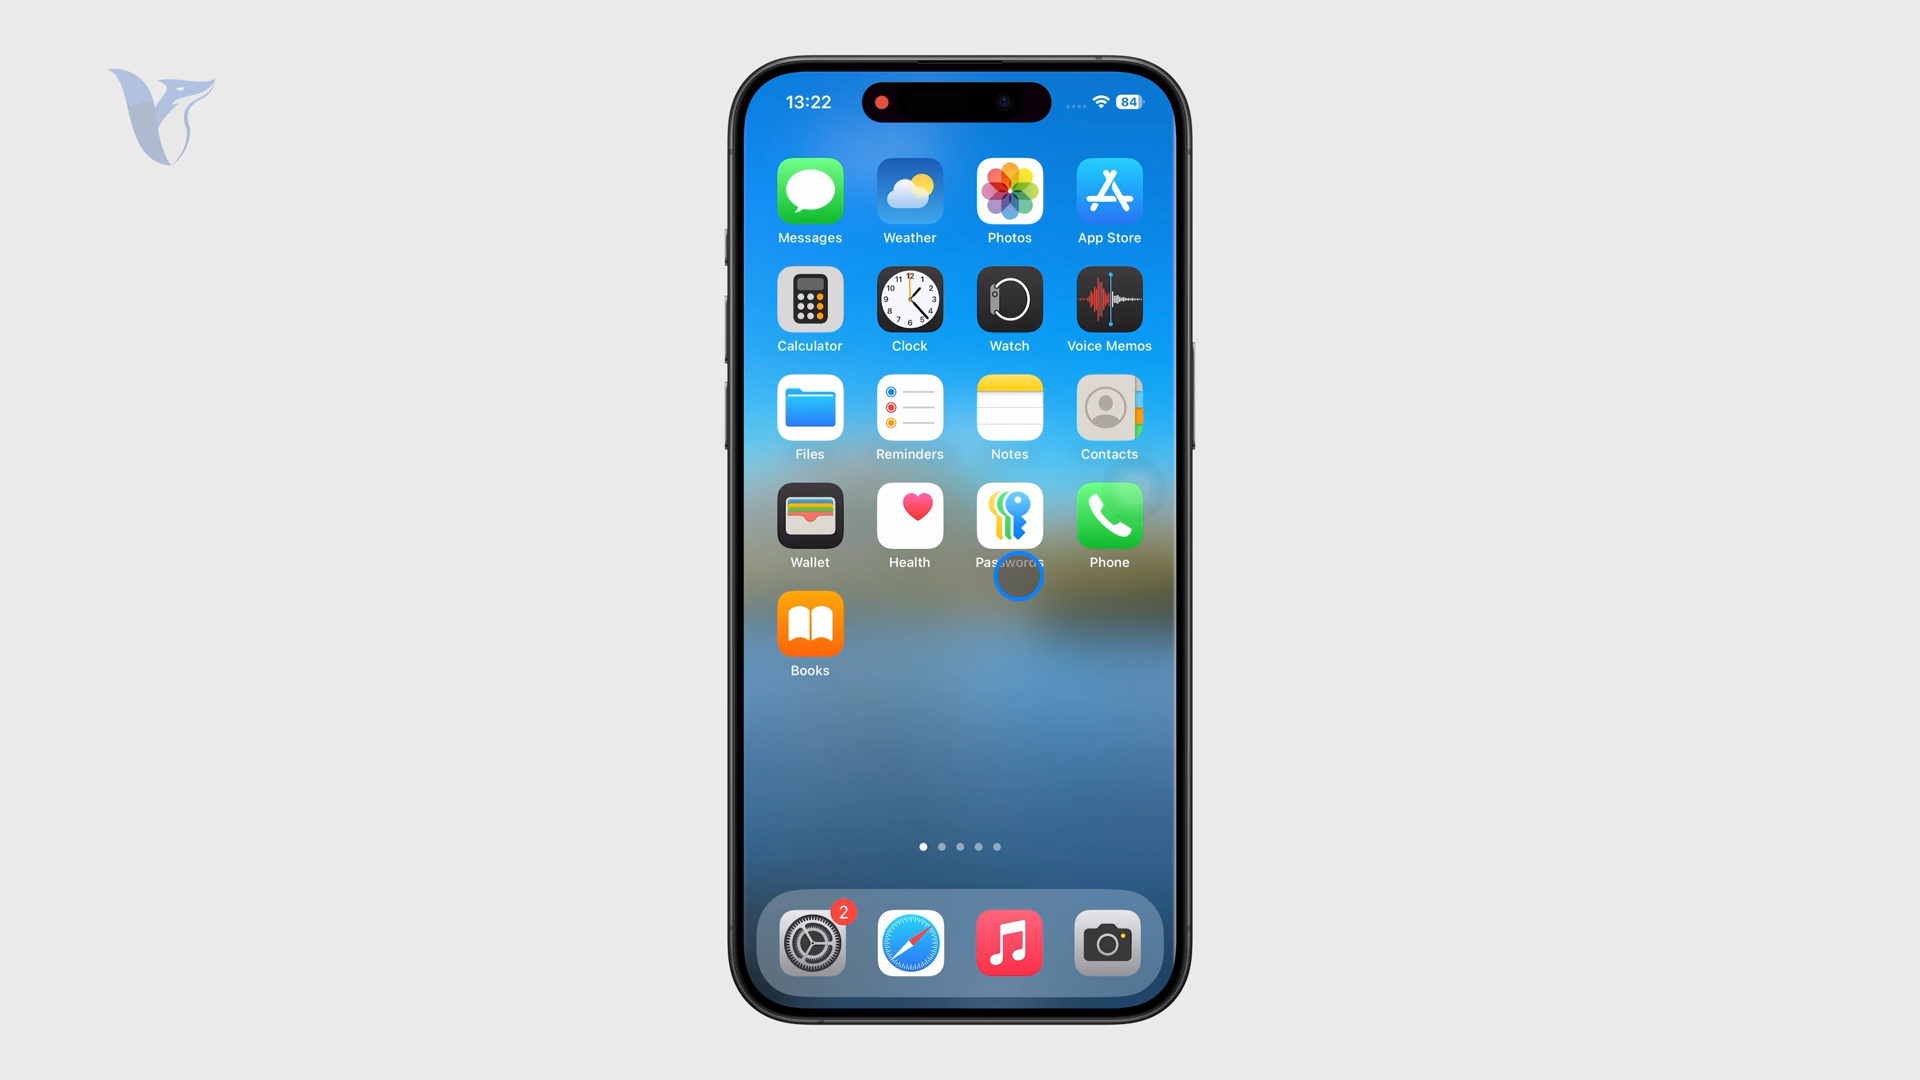 13:22
84
Messages Weather Photos App Store
Calculator Clock Watch Voice Memos
Files Reminders Notes Contacts
Wallet Health Passwords Phone
Books
2